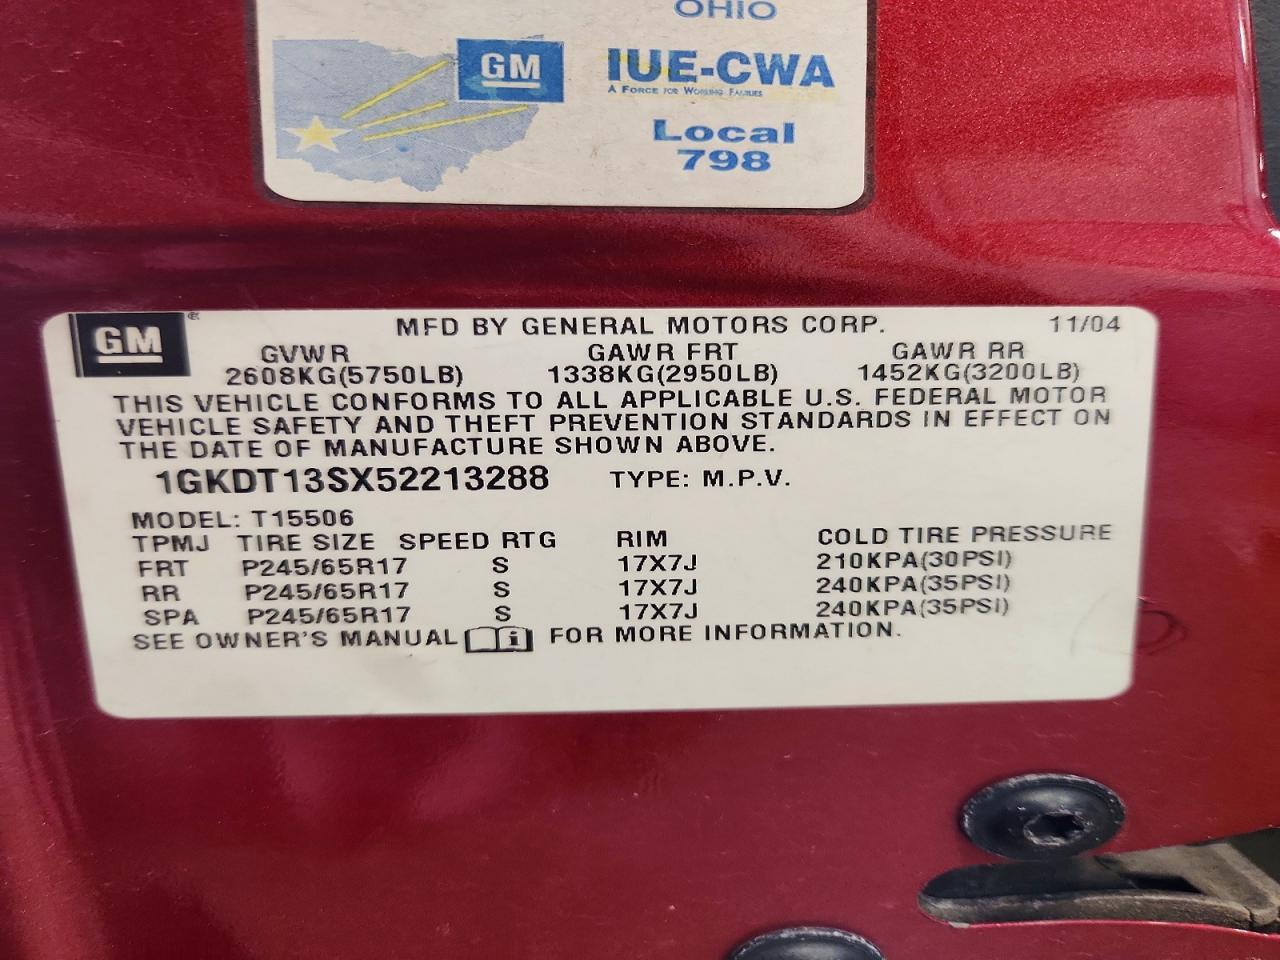 OHIO
GM
IUE-CWA
A FORCE FOR WORKING FAMILIES
Local
798
GM
MFD BY GENERAL MOTORS CORP. 11/04
GVWR GAWR FRT GAWR RR
2608KG(5750LB) 1338KG(2950LB) 1452KG(3200LB)
THIS VEHICLE CONFORMS TO ALL APPLICABLE U.S. FEDERAL MOTOR
VEHICLE SAFETY AND THEFT PREVENTION STANDARDS IN EFFECT ON
THE DATE OF MANUFACTURE SHOWN ABOVE.
1GKDT13SX52213288 TYPE: M.P.V.
MODEL: T15506
TPMJ TIRE SIZE SPEED RTG RIM COLD TIRE PRESSURE
FRT P245/65R17 S 17X7J 210KPA(30PSI)
RR P245/65R17 S 17X7J 240KPA(35PSI)
SPA P245/65R17 S 17X7J 240KPA(35PSI)
SEE OWNER'S MANUAL i FOR MORE INFORMATION.